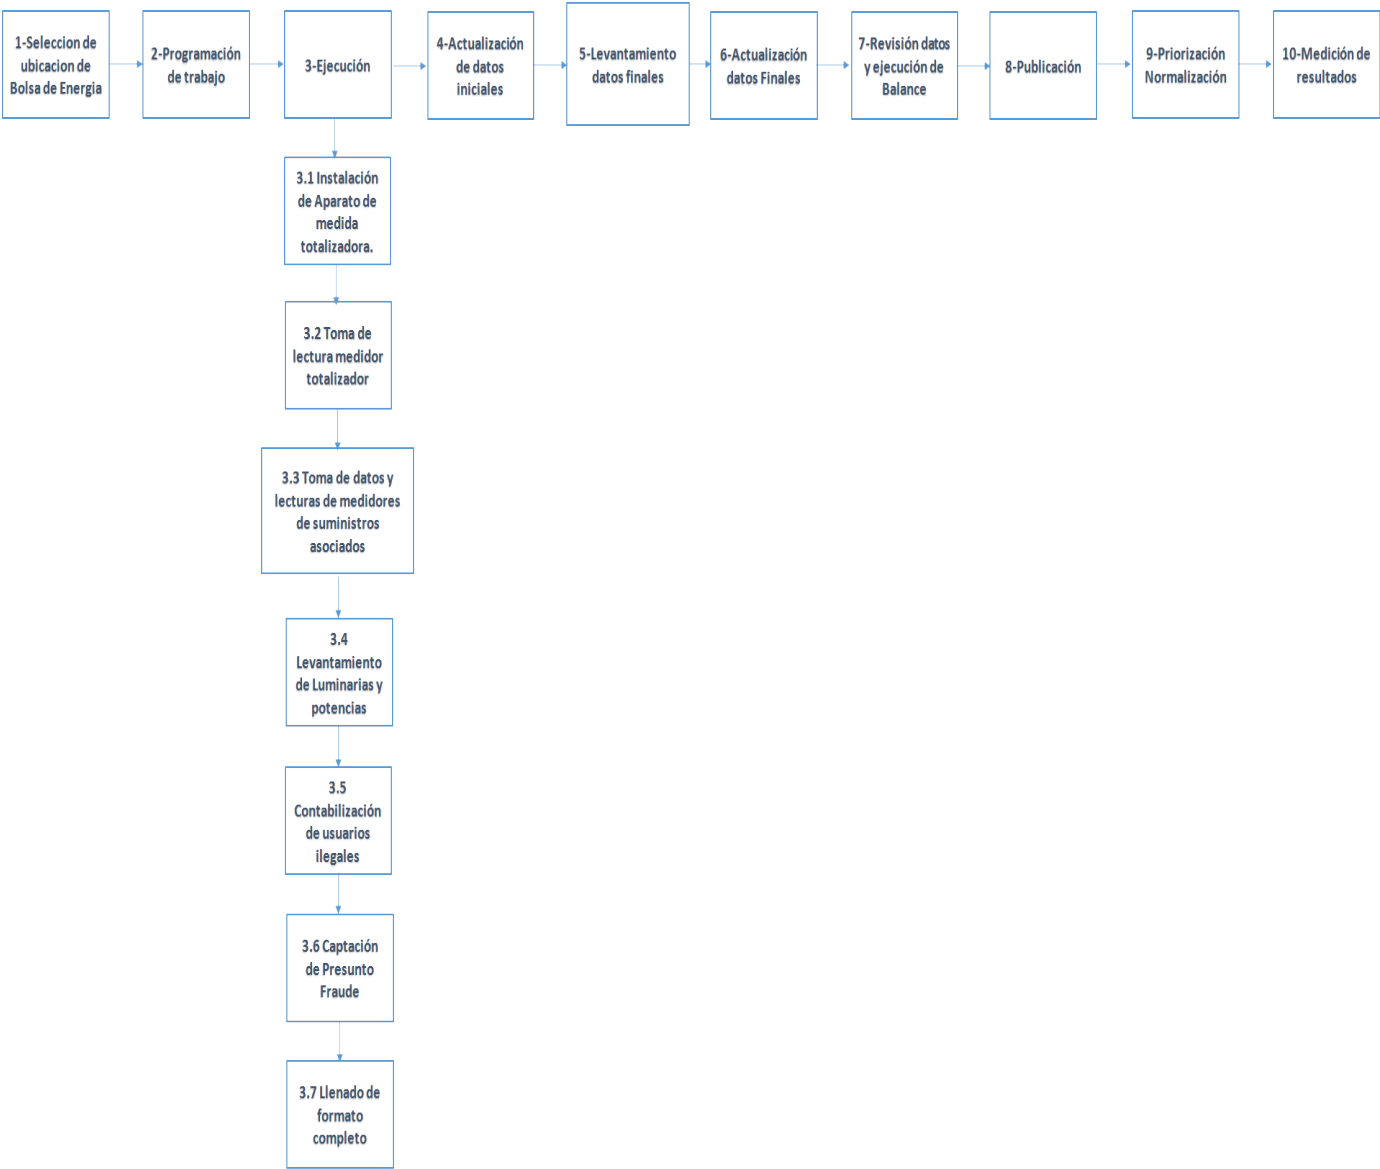 1-Seleccion de
ubicacion de
Bolsa de Energia
2-Programación
de trabajo
3-Ejecución
4-Actualización
de datos
iniciales
5-Levantamiento
datos finales
6-Actualización
datos Finales
7-Revisión datos
y ejecución de
Balance
8-Publicación
9-Priorización
Normalización
10-Medición de
resultados
3.1 Instalación
de Aparato de
medida
totalizadora.
3.2 Toma de
lectura medidor
totalizador
3.3 Toma de datos y
lecturas de medidores
de suministros
asociados
3.4
Levantamiento
de Luminarias y
potencias
3.5
Contabilización
de usuarios
ilegales
3.6 Captación
de Presunto
Fraude
3.7 Llenado de
formato
completo